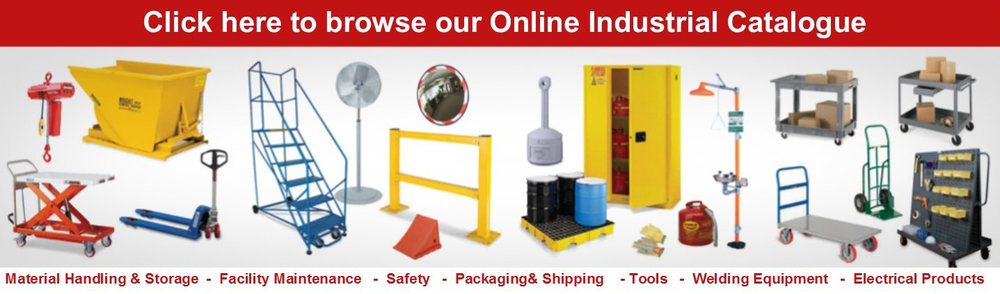 Click here to browse our Online Industrial Catalogue
Material Handling & Storage - Facility Maintenance - Safety - Packaging& Shipping - Tools - Welding Equipment - Electrical Products